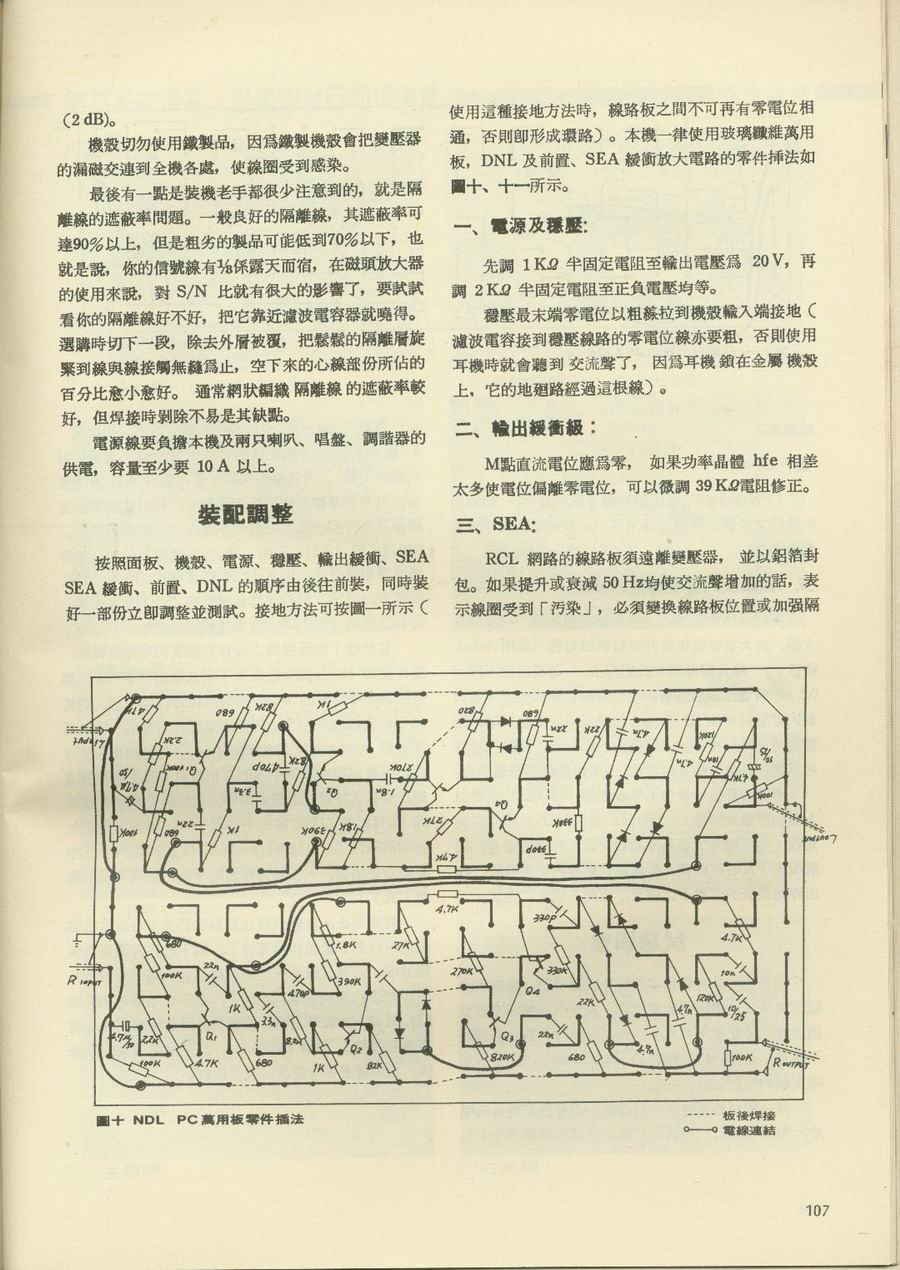 (2 dB)。
機殼切勿使用鐵製品，因爲鐵製機殼會把變壓器
的漏磁交連到全機各處，使線圈受到感染。
最後有一點是裝機老手都很少注意到的，就是隔
離線的遮蔽率問題。一般良好的隔離線，其遮蔽率可
達90%以上，但是粗劣的製品可能低到70%以下，也
就是說，你的信號線有⅓係露天而宿，在磁頭放大器
的使用來說，對 S/N 比就有很大的影響了，要試試
看你的隔離線好不好，把它靠近濾波電容器就曉得。
選購時切下一段，除去外層被覆，把鬆鬆的隔離層旋
緊到線與線接觸無縫爲止，空下來的心線部份所佔的
百分比愈小愈好。 通常網狀編織隔離線的遮蔽率較
好，但焊接時剝除不易是其缺點。
電源線要負擔本機及兩只喇叭、唱盤、調諧器的
供電，容量至少要 10 A 以上。
裝配調整
按照面板、機殼、電源、穩壓、輸出緩衝、SEA
SEA 緩衝、前置、DNL 的順序由後往前裝，同時裝
好一部份立卽調整並測試。接地方法可按圖一所示（
使用這種接地方法時，線路板之間不可再有零電位相
通，否則卽形成環路）。本機一律使用玻璃纖維萬用
板，DNL 及前置、SEA 緩衝放大電路的零件揷法如
圖十、十一所示。
一、電源及穩壓:
先調 1KΩ 半固定電阻至輸出電壓爲 20V，再
調 2KΩ 半固定電阻至正負電壓均等。
穩壓最末端零電位以粗綠拉到機殼輸入端接地（
濾波電容接到穩壓線路的零電位線亦要粗，否則使用
耳機時就會聽到交流聲了， 因爲耳機鎖在金屬機殼
上，它的地廻路經過這根線）。
二、輸出緩衝級：
M點直流電位應爲零， 如果功率晶體 hfe 相差
太多使電位偏離零電位，可以微調 39KΩ電阻修正。
三、SEA:
RCL 網路的線路板須遠離變壓器， 並以鋁箔封
包。如果提升或衰減 50 Hz均使交流聲增加的話，表
示線圈受到「汚染」，必須變換線路板位置或加强隔
47K
680
82K
1K
820
680
22n
22K
4.7n
120K
L INPUT
2.2K
Q1
100K
470P
82K
Q2
1.8n
270K
Q4
4.7n
10n
4.7K
100K
100K
680
22n
3.3n
1K
390K
1.8K
27K
330K
330P
L OUTPUT
4.7K
4.7K
680
100K
22n
1.8K
27K
330P
4.7K
R INPUT
1K
470P
390K
270K
330K
Q4
22K
10n
120K
10/25
4.7n
2.2K
Q1
3.3n
Q2
Q3
22n
4.7n
100K
4.7K
680
1K
82K
820K
680
100K
R OUTPUT
圖十 NDL PC萬用板零件插法
板後焊接
電線連結
107